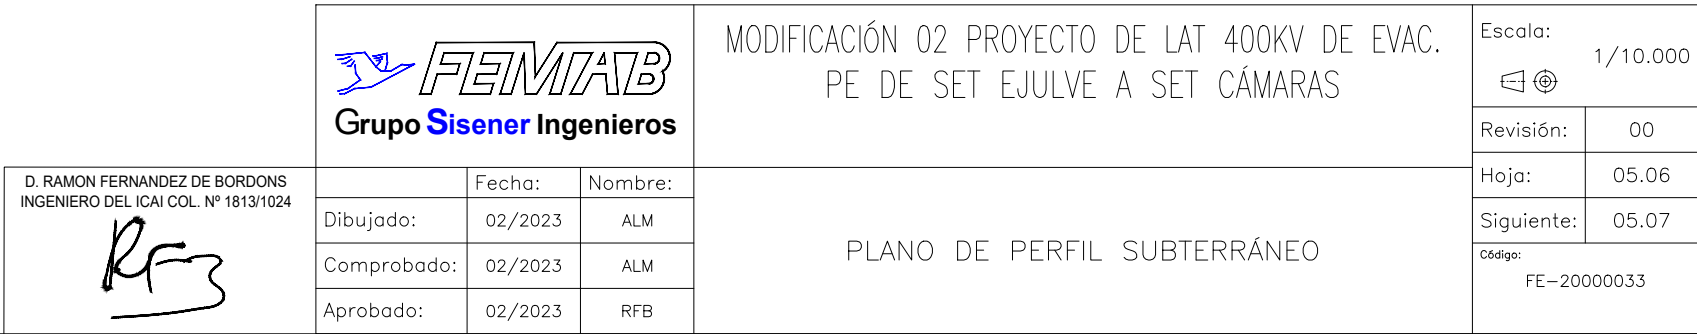 FEMAB
Grupo Sisener Ingenieros
MODIFICACIÓN 02 PROYECTO DE LAT 400KV DE EVAC.
PE DE SET EJULVE A SET CÁMARAS
Escala:
1/10.000
Revisión: 00
D. RAMON FERNANDEZ DE BORDONS
INGENIERO DEL ICAI COL. Nº 1813/1024
RFB
Fecha: Nombre:
Dibujado: 02/2023 ALM
Comprobado: 02/2023 ALM
Aprobado: 02/2023 RFB
PLANO DE PERFIL SUBTERRÁNEO
Hoja: 05.06
Siguiente: 05.07
Código:
FE-20000033